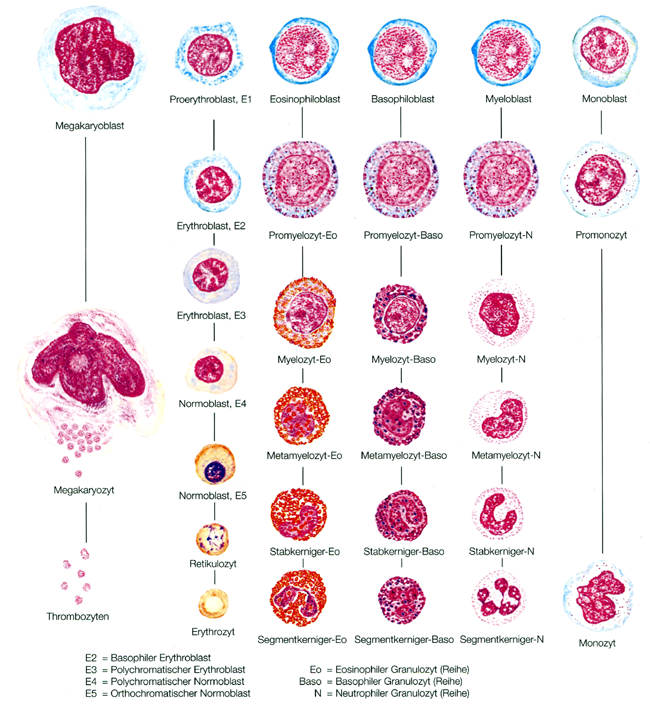 Proerythroblast, E1
Eosinophiloblast
Basophiloblast
Myeloblast
Monoblast
Megakaryoblast
Erythroblast, E2
Promyelozyt-Eo
Promyelozyt-Baso
Promyelozyt-N
Promonozyt
Erythroblast, E3
Myelozyt-Eo
Myelozyt-Baso
Myelozyt-N
Normoblast, E4
Metamyelozyt-Eo
Metamyelozyt-Baso
Metamyelozyt-N
Megakaryozyt
Normoblast, E5
Stabkerniger-Eo
Stabkerniger-Baso
Stabkerniger-N
Retikulozyt
Thrombozyten
Erythrozyt
Segmentkerniger-Eo
Segmentkerniger-Baso
Segmentkerniger-N
Monozyt
E2 = Basophiler Erythroblast
E3 = Polychromatischer Erythroblast
E4 = Polychromatischer Normoblast
E5 = Orthochromatischer Normoblast
Eo = Eosinophiler Granulozyt (Reihe)
Baso = Basophiler Granulozyt (Reihe)
N = Neutrophiler Granulozyt (Reihe)